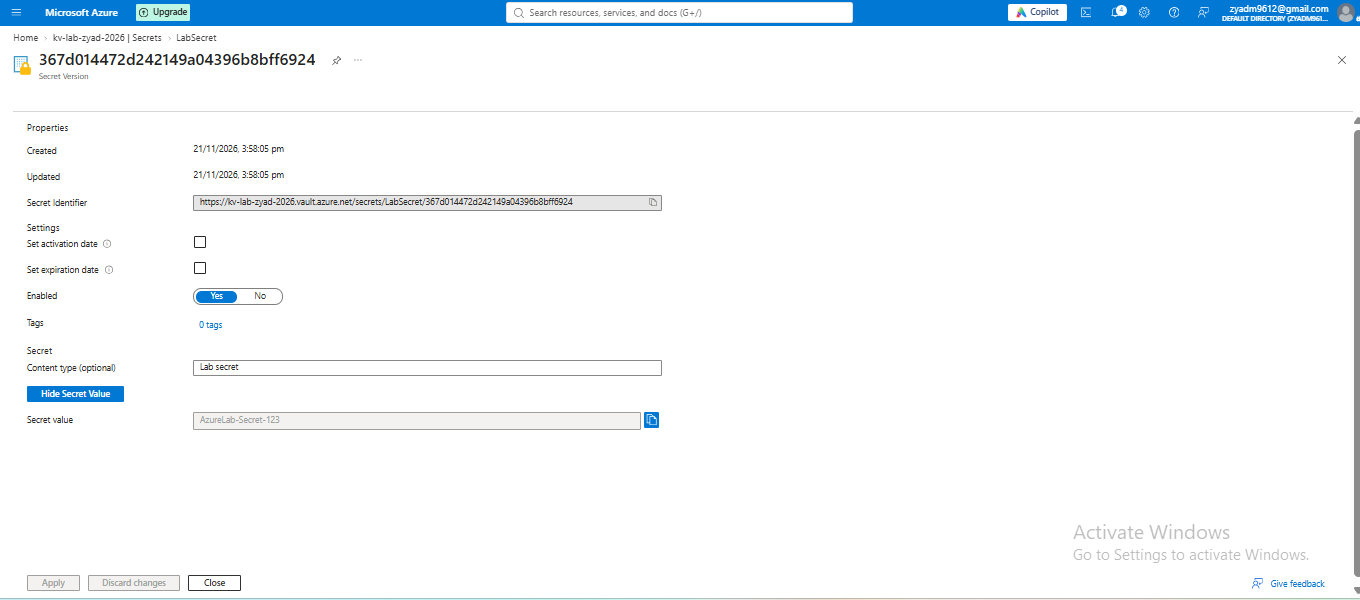 Microsoft Azure
Upgrade
Search resources, services, and docs (G+/)
Copilot
4
zyadm9612@gmail.com
DEFAULT DIRECTORY (ZYADM961...
Home › kv-lab-zyad-2026 | Secrets › LabSecret
367d014472d242149a04396b8bff6924
Secret Version
Properties
Created 21/11/2026, 3:58:05 pm
Updated 21/11/2026, 3:58:05 pm
Secret Identifier https://kv-lab-zyad-2026.vault.azure.net/secrets/LabSecret/367d014472d242149a04396b8bff6924
Settings
Set activation date
Set expiration date
Enabled Yes No
Tags 0 tags
Secret
Content type (optional) Lab secret
Hide Secret Value
Secret value AzureLab-Secret-123
Activate Windows
Go to Settings to activate Windows.
Apply Discard changes Close
Give feedback